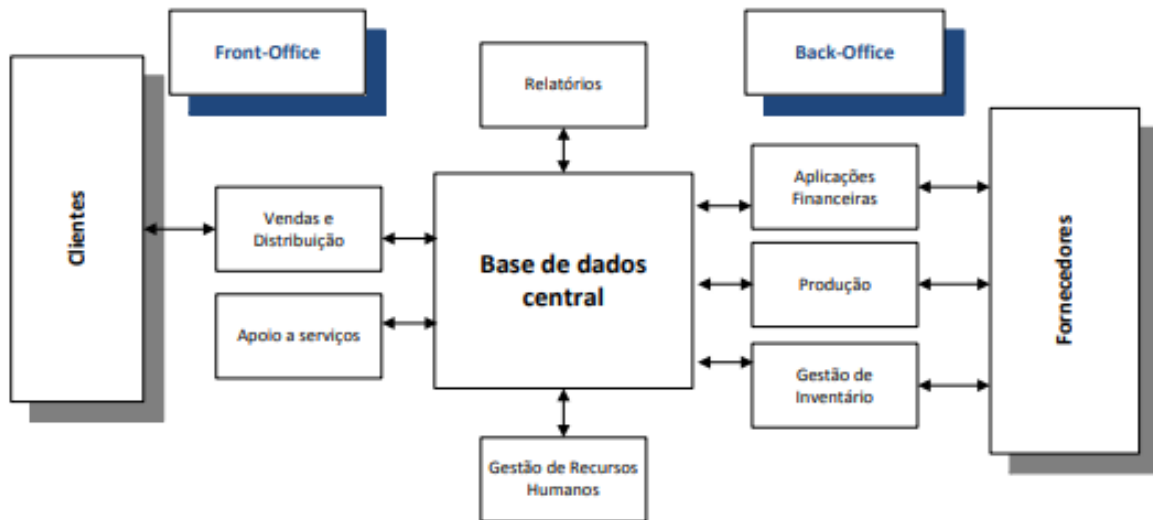 Front-Office
Back-Office
Relatórios
Clientes
Vendas e
Distribuição
Apoio a serviços
Base de dados
central
Aplicações
Financeiras
Produção
Gestão de
Inventário
Fornecedores
Gestão de Recursos
Humanos